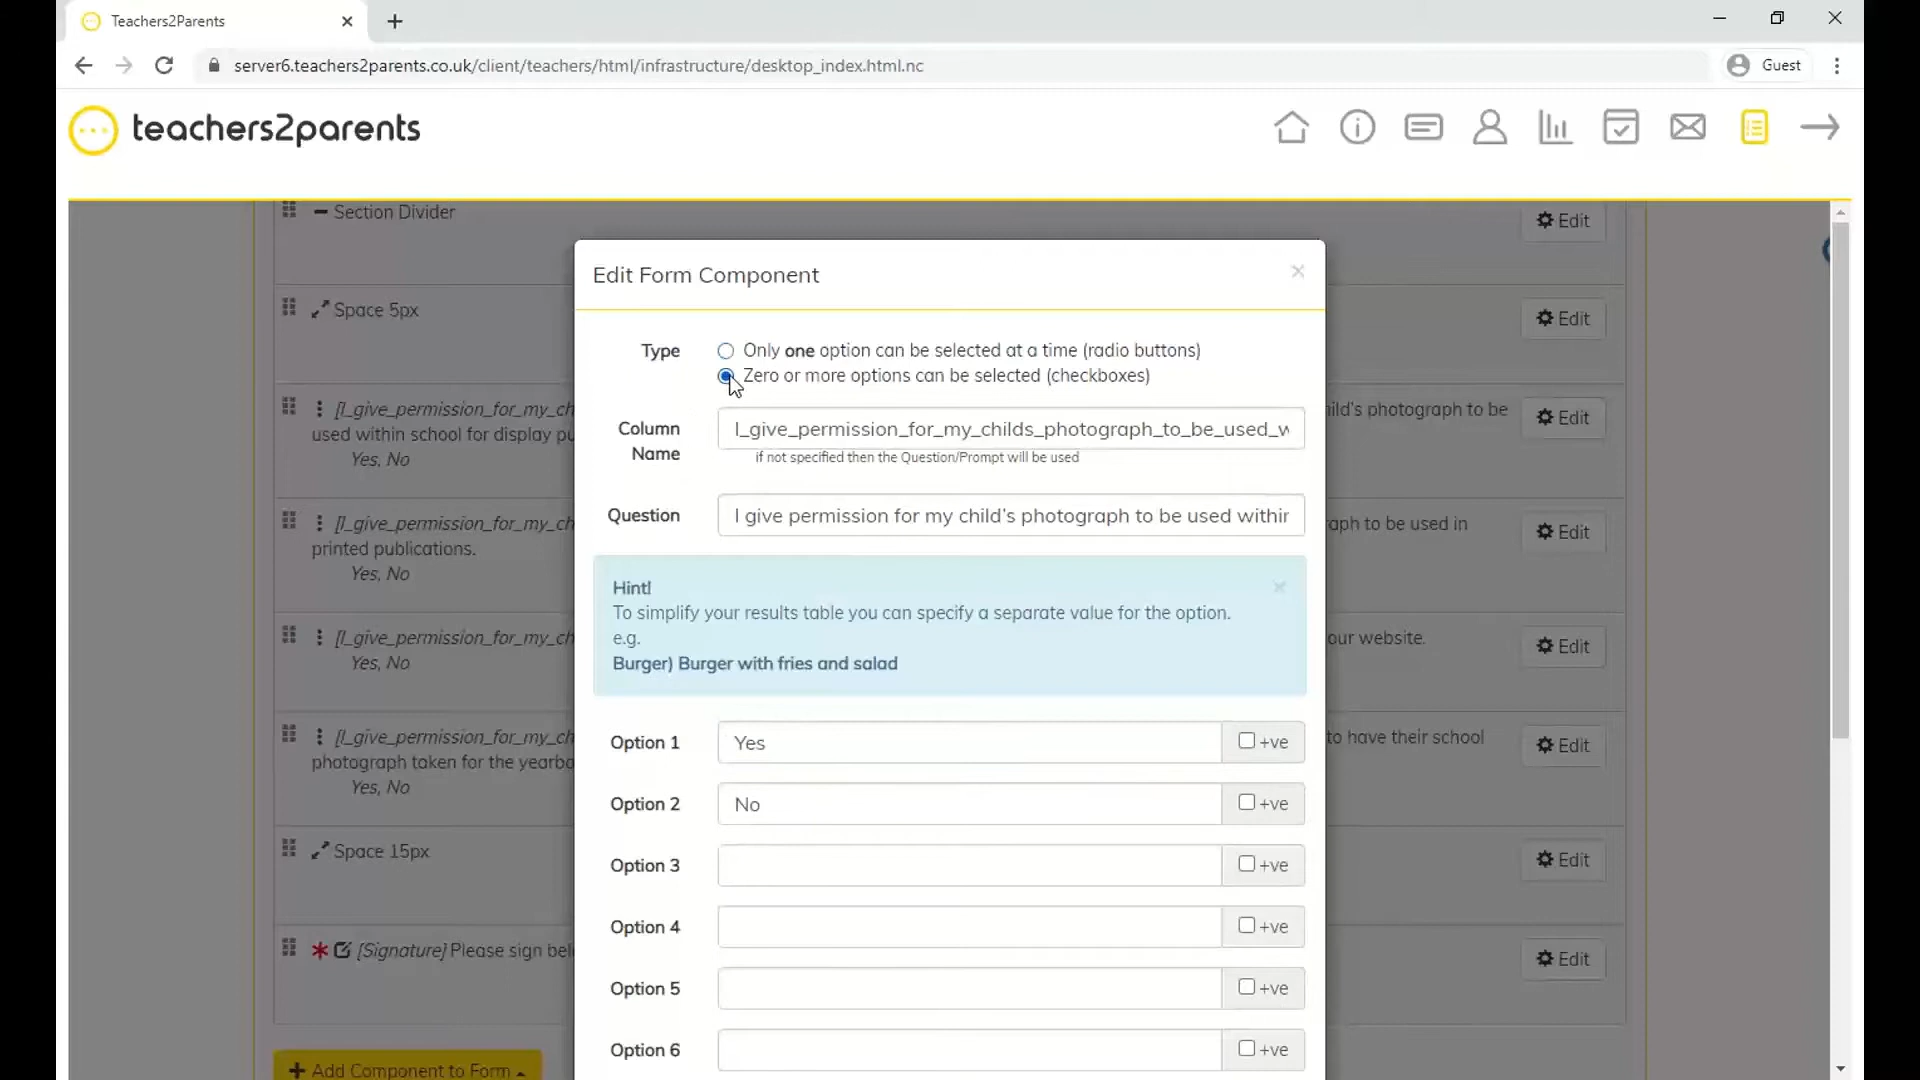 Teachers2Parents
server6.teachers2parents.co.uk/client/teachers/html/infrastructure/desktop_index.html.nc
Guest
teachers2parents
Section Divider
Edit
Edit Form Component
Space 5px
Edit
Type
Only one option can be selected at a time (radio buttons)
Zero or more options can be selected (checkboxes)
[I_give_permission_for_my_ch
used within school for display pu
Yes, No
ild's photograph to be
Edit
Column
Name
I_give_permission_for_my_childs_photograph_to_be_used_w
if not specified then the Question/Prompt will be used
Question
I give permission for my child's photograph to be used within
[I_give_permission_for_my_ch
printed publications.
Yes, No
aph to be used in
Edit
Hint!
To simplify your results table you can specify a separate value for the option.
e.g.
Burger) Burger with fries and salad
[I_give_permission_for_my_ch
Yes, No
our website.
Edit
Option 1
Yes
+ve
[I_give_permission_for_my_ch
photograph taken for the yearbo
Yes, No
to have their school
Edit
Option 2
No
+ve
Option 3
+ve
Space 15px
Edit
Option 4
+ve
[Signature] Please sign bel
Edit
Option 5
+ve
Option 6
+ve
Add Component to Form